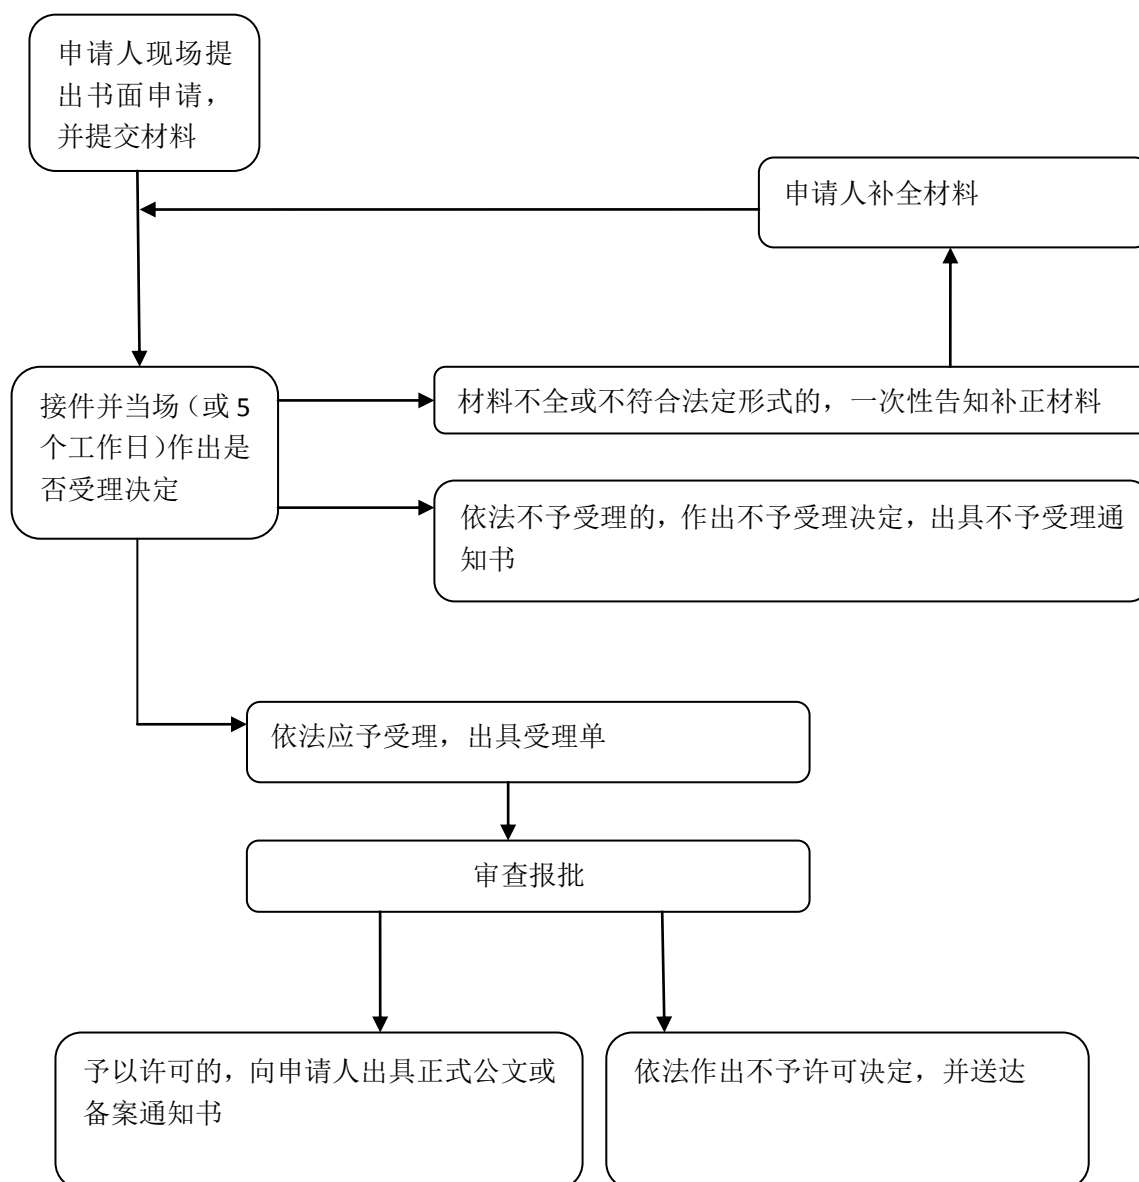 申请人现场提
出书面申请，
并提交材料
申请人补全材料
接件并当场（或 5
个工作日）作出是
否受理决定
材料不全或不符合法定形式的，一次性告知补正材料
依法不予受理的，作出不予受理决定，出具不予受理通
知书
依法应予受理，出具受理单
审查报批
予以许可的，向申请人出具正式公文或
备案通知书
依法作出不予许可决定，并送达